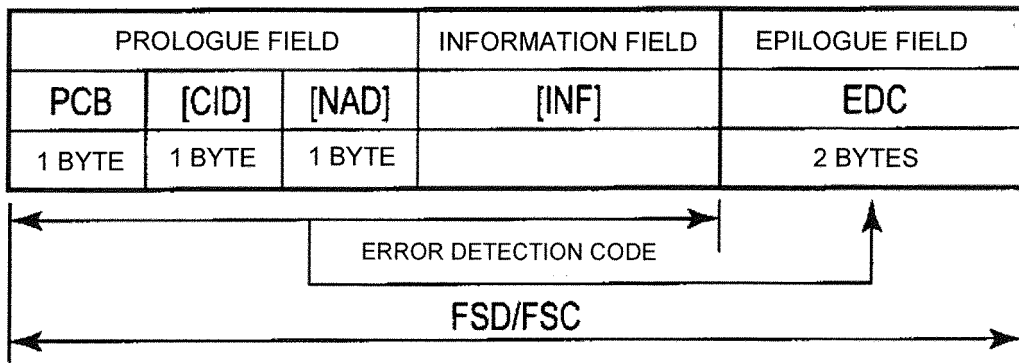 PROLOGUE FIELD INFORMATION FIELD EPILOGUE FIELD
PCB [CID] [NAD] [INF] EDC
1 BYTE 1 BYTE 1 BYTE 2 BYTES
ERROR DETECTION CODE
FSD/FSC